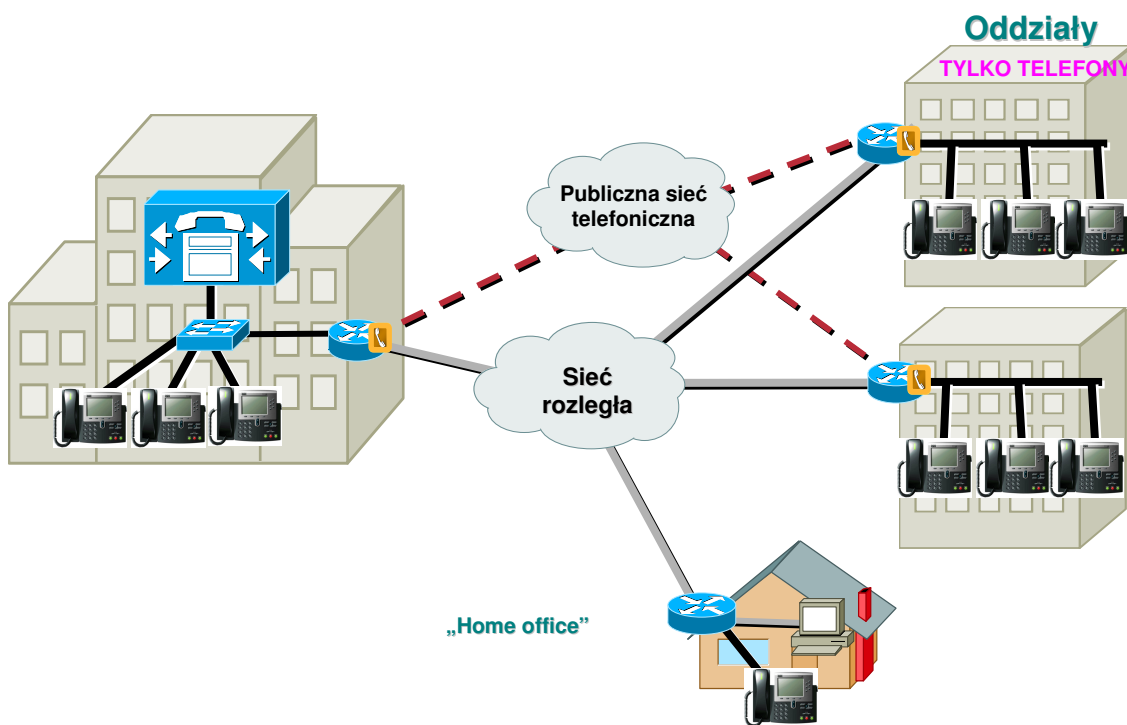 Oddziały
TYLKO TELEFONY
Publiczna sieć
telefoniczna
Sieć
rozległa
„Home office”